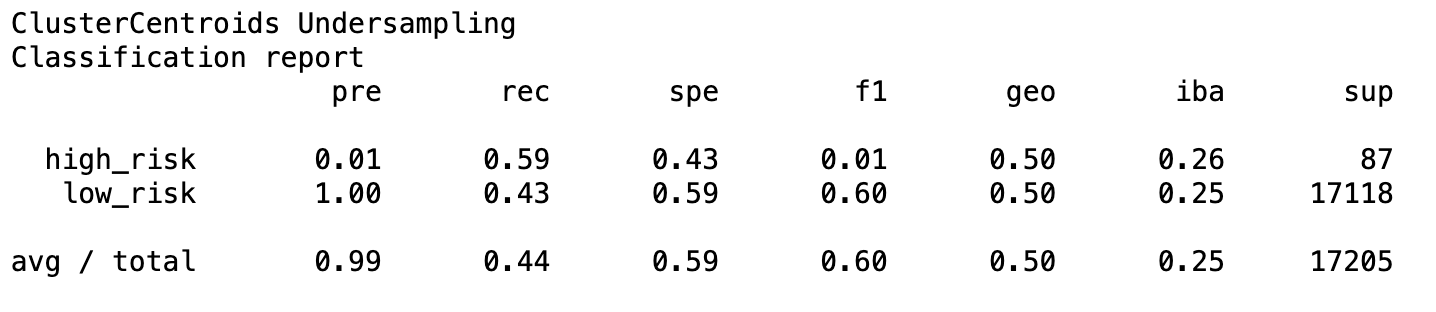 ClusterCentroids Undersampling
Classification report
pre rec spe f1 geo iba sup
high_risk 0.01 0.59 0.43 0.01 0.50 0.26 87
low_risk 1.00 0.43 0.59 0.60 0.50 0.25 17118
avg / total 0.99 0.44 0.59 0.60 0.50 0.25 17205